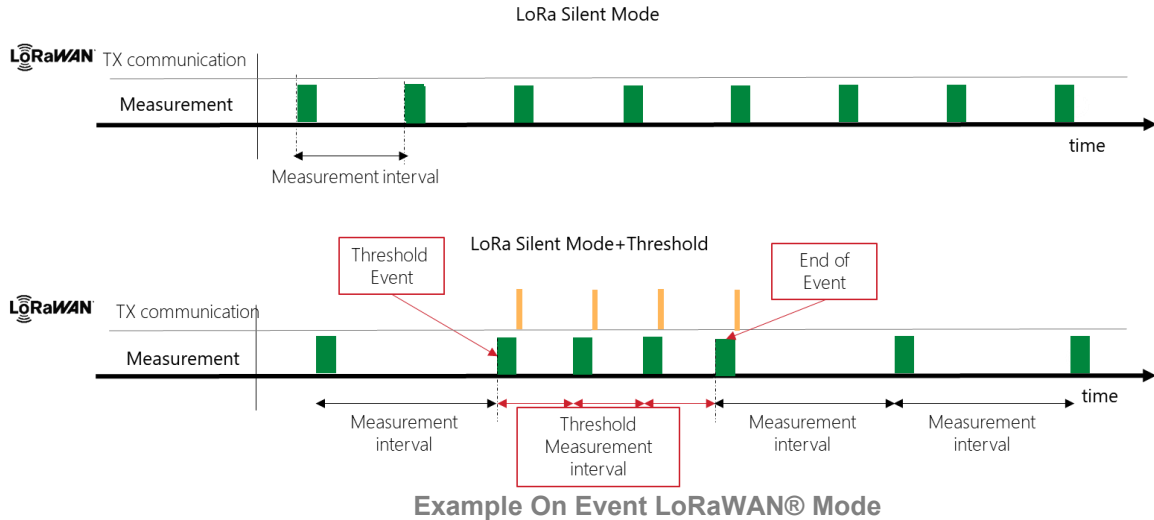 LoRa Silent Mode
LoRaWAN® TX communication
Measurement
time
Measurement interval
LoRa Silent Mode+Threshold
Threshold
Event
End of
Event
LoRaWAN® TX communication
Measurement
time
Measurement
interval
Threshold
Measurement
interval
Measurement
interval
Measurement
interval
Example On Event LoRaWAN® Mode